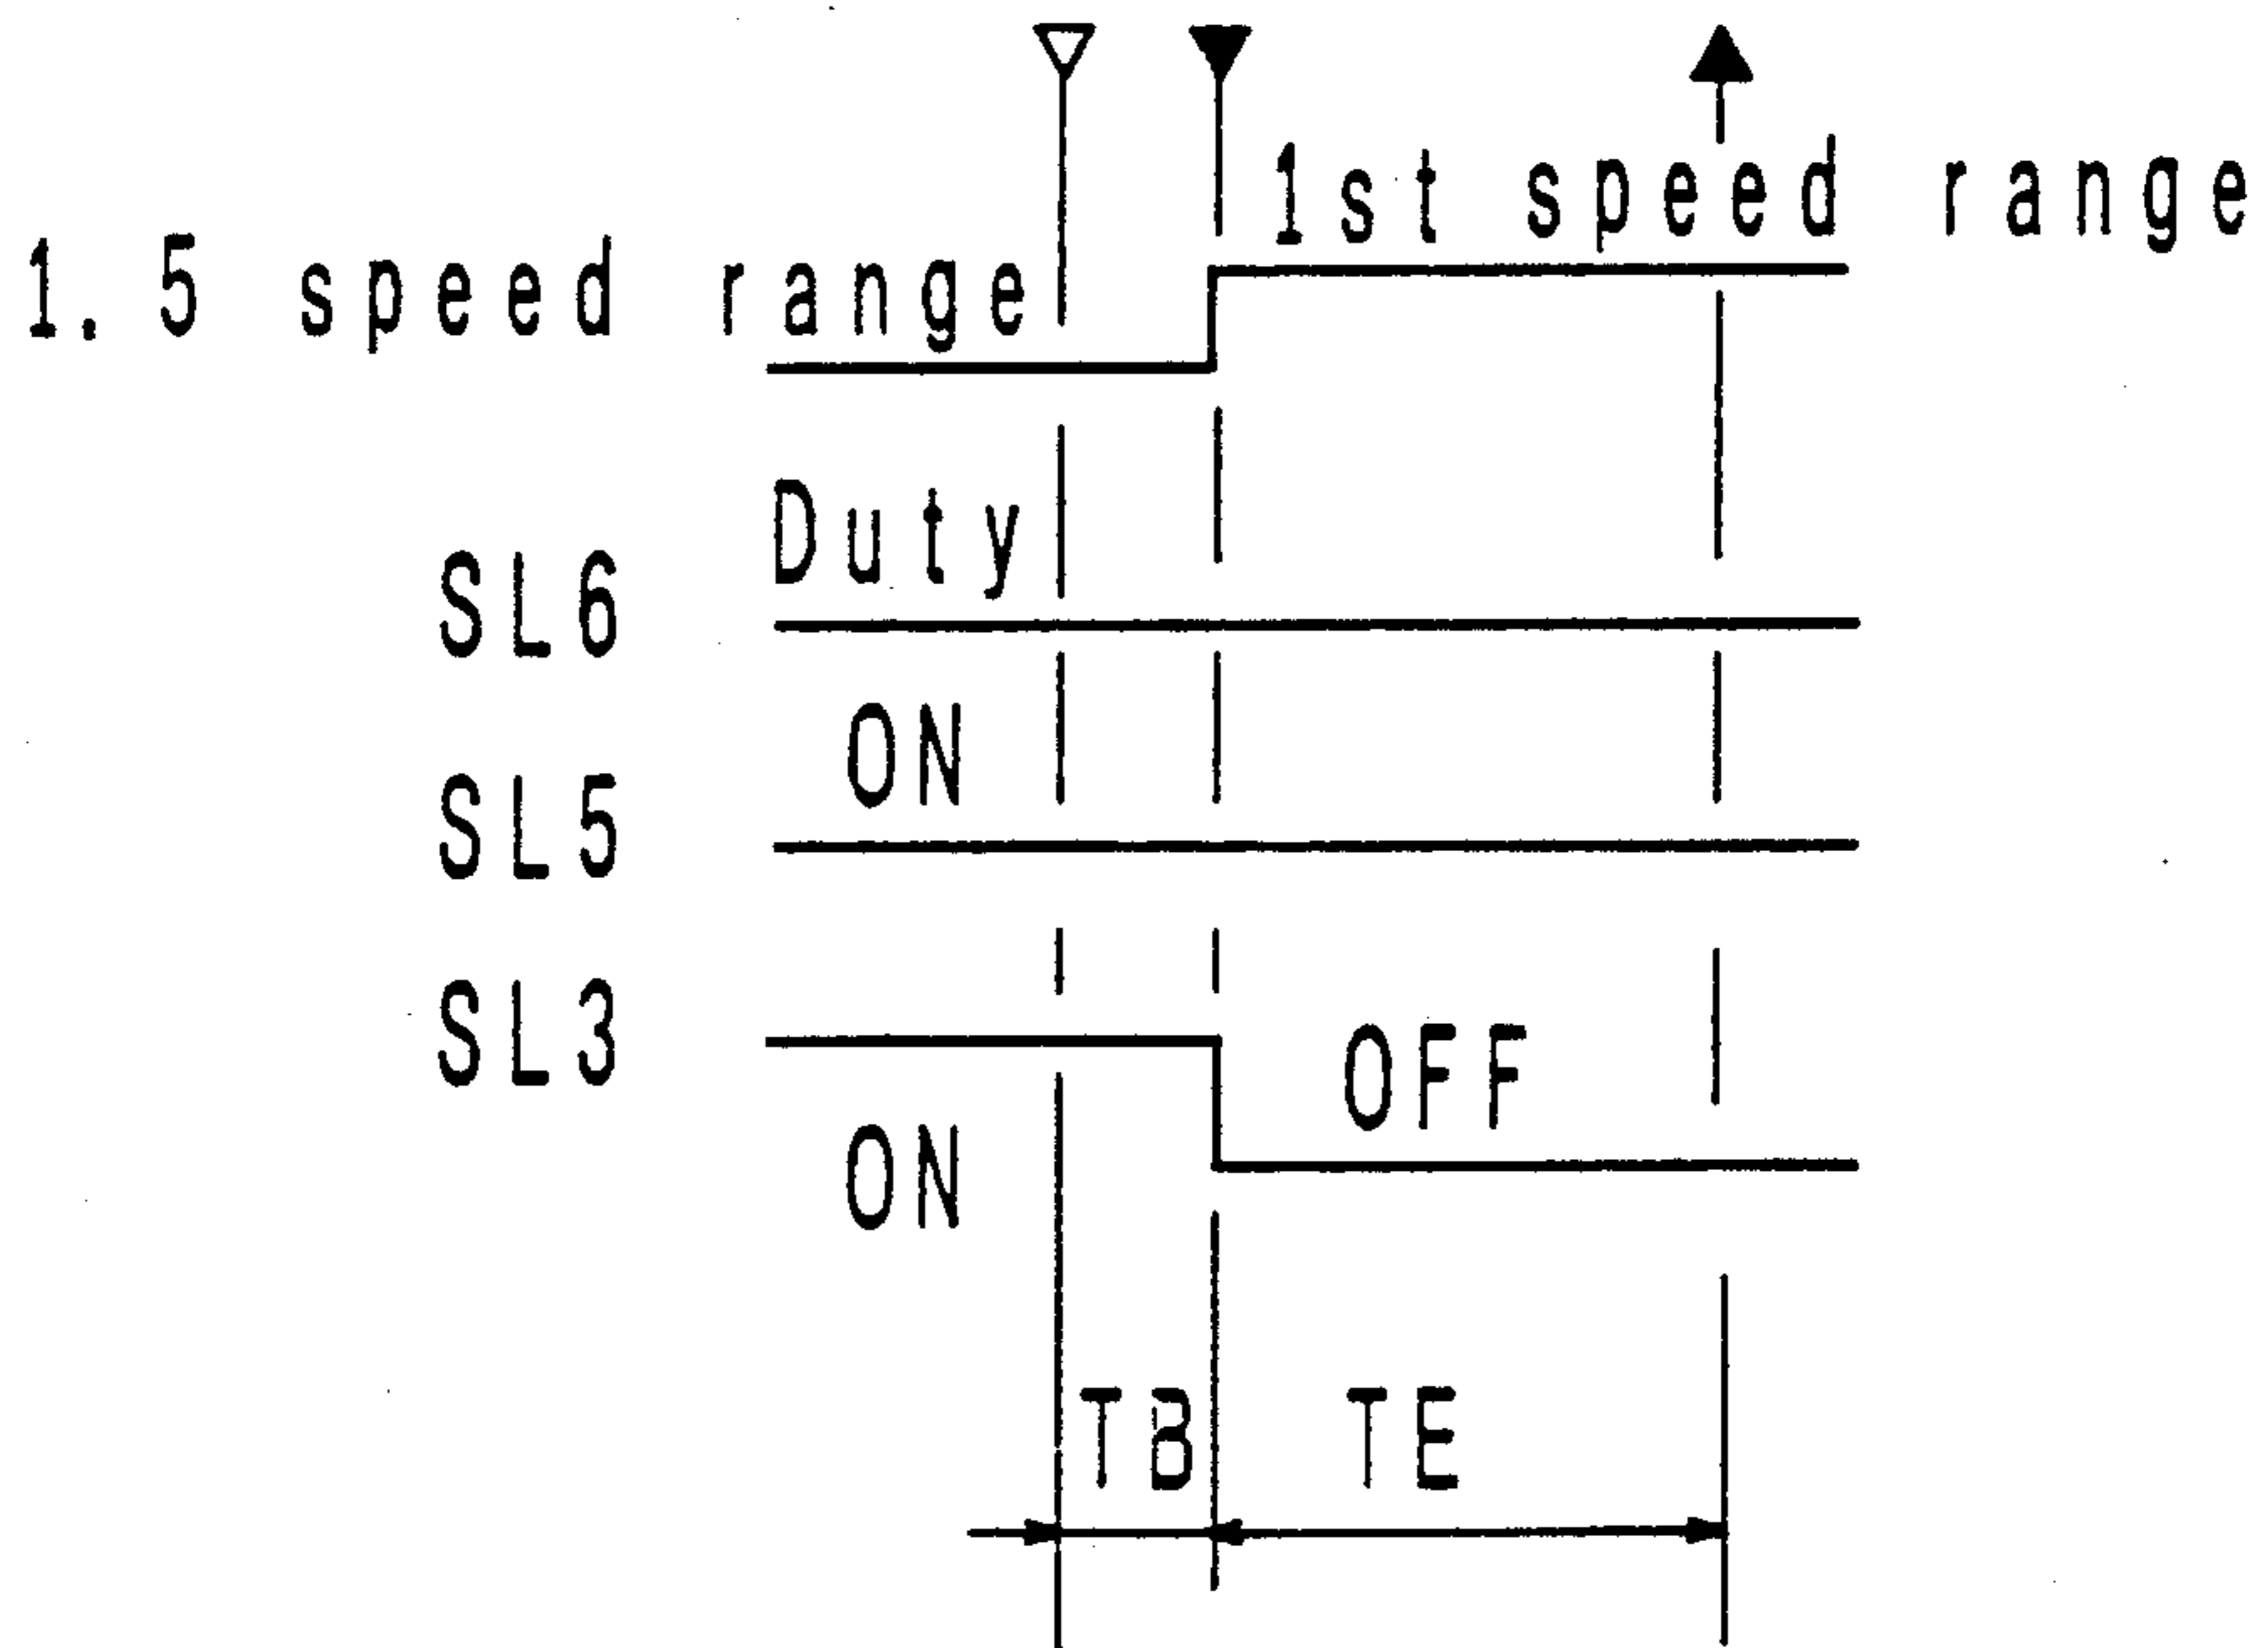 1st speed range
1.5 speed range
Duty
SL6
ON
SL5
SL3
OFF
ON
TB TE